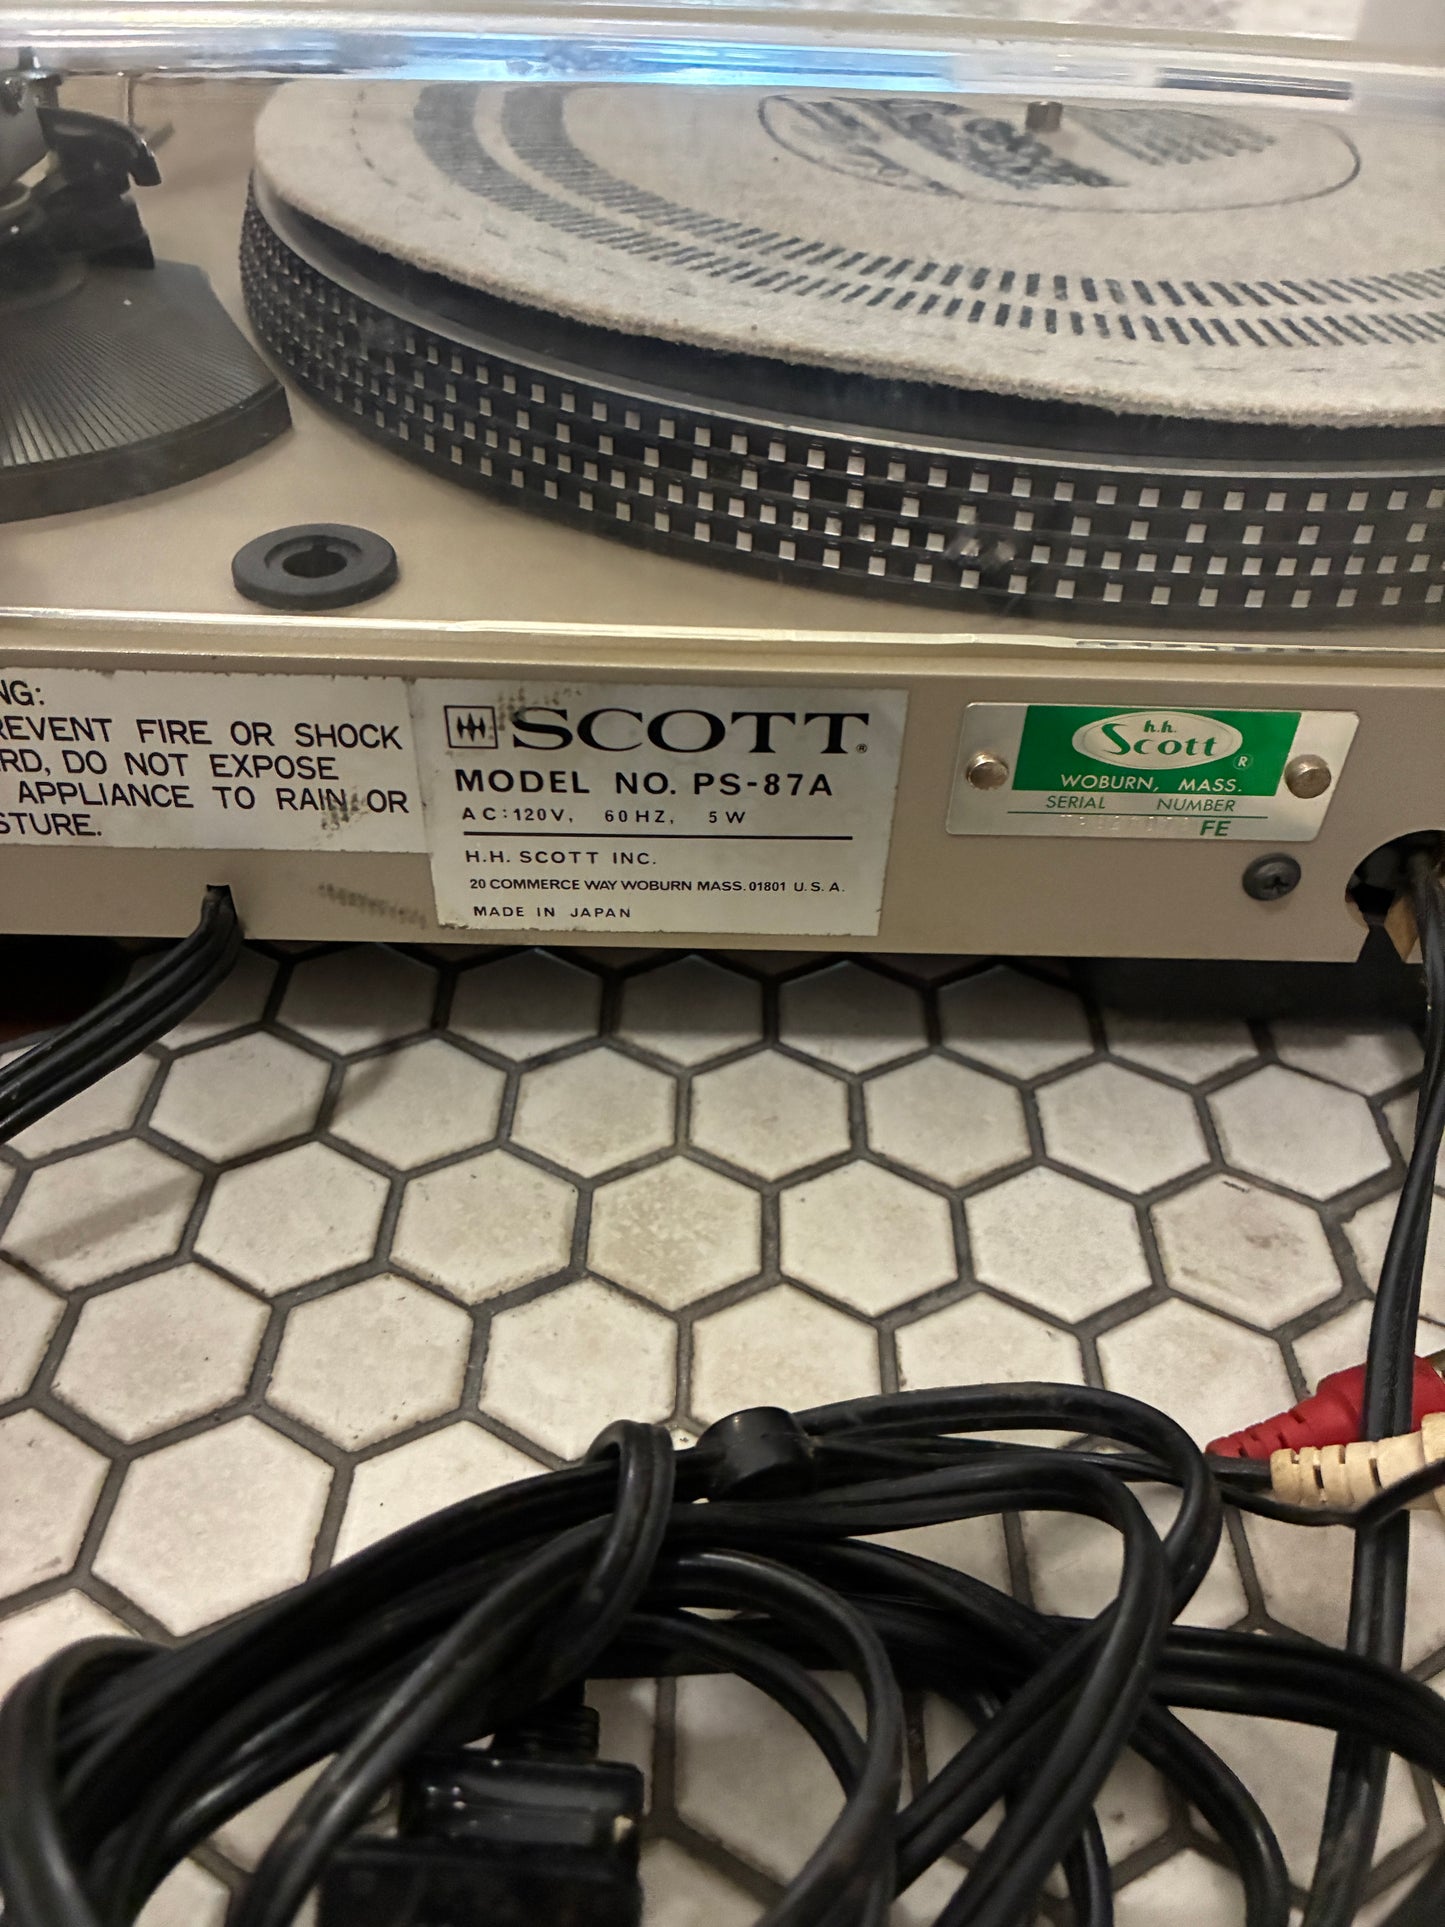 NG:
REVENT FIRE OR SHOCK
RD, DO NOT EXPOSE
APPLIANCE TO RAIN OR
STURE.
SCOTT®
MODEL NO. PS-87A
AC:120V, 60HZ, 5W
H.H. SCOTT INC.
20 COMMERCE WAY WOBURN MASS. 01801 U.S.A.
MADE IN JAPAN
h.h.
Scott ®
WOBURN, MASS.
SERIAL NUMBER
FE